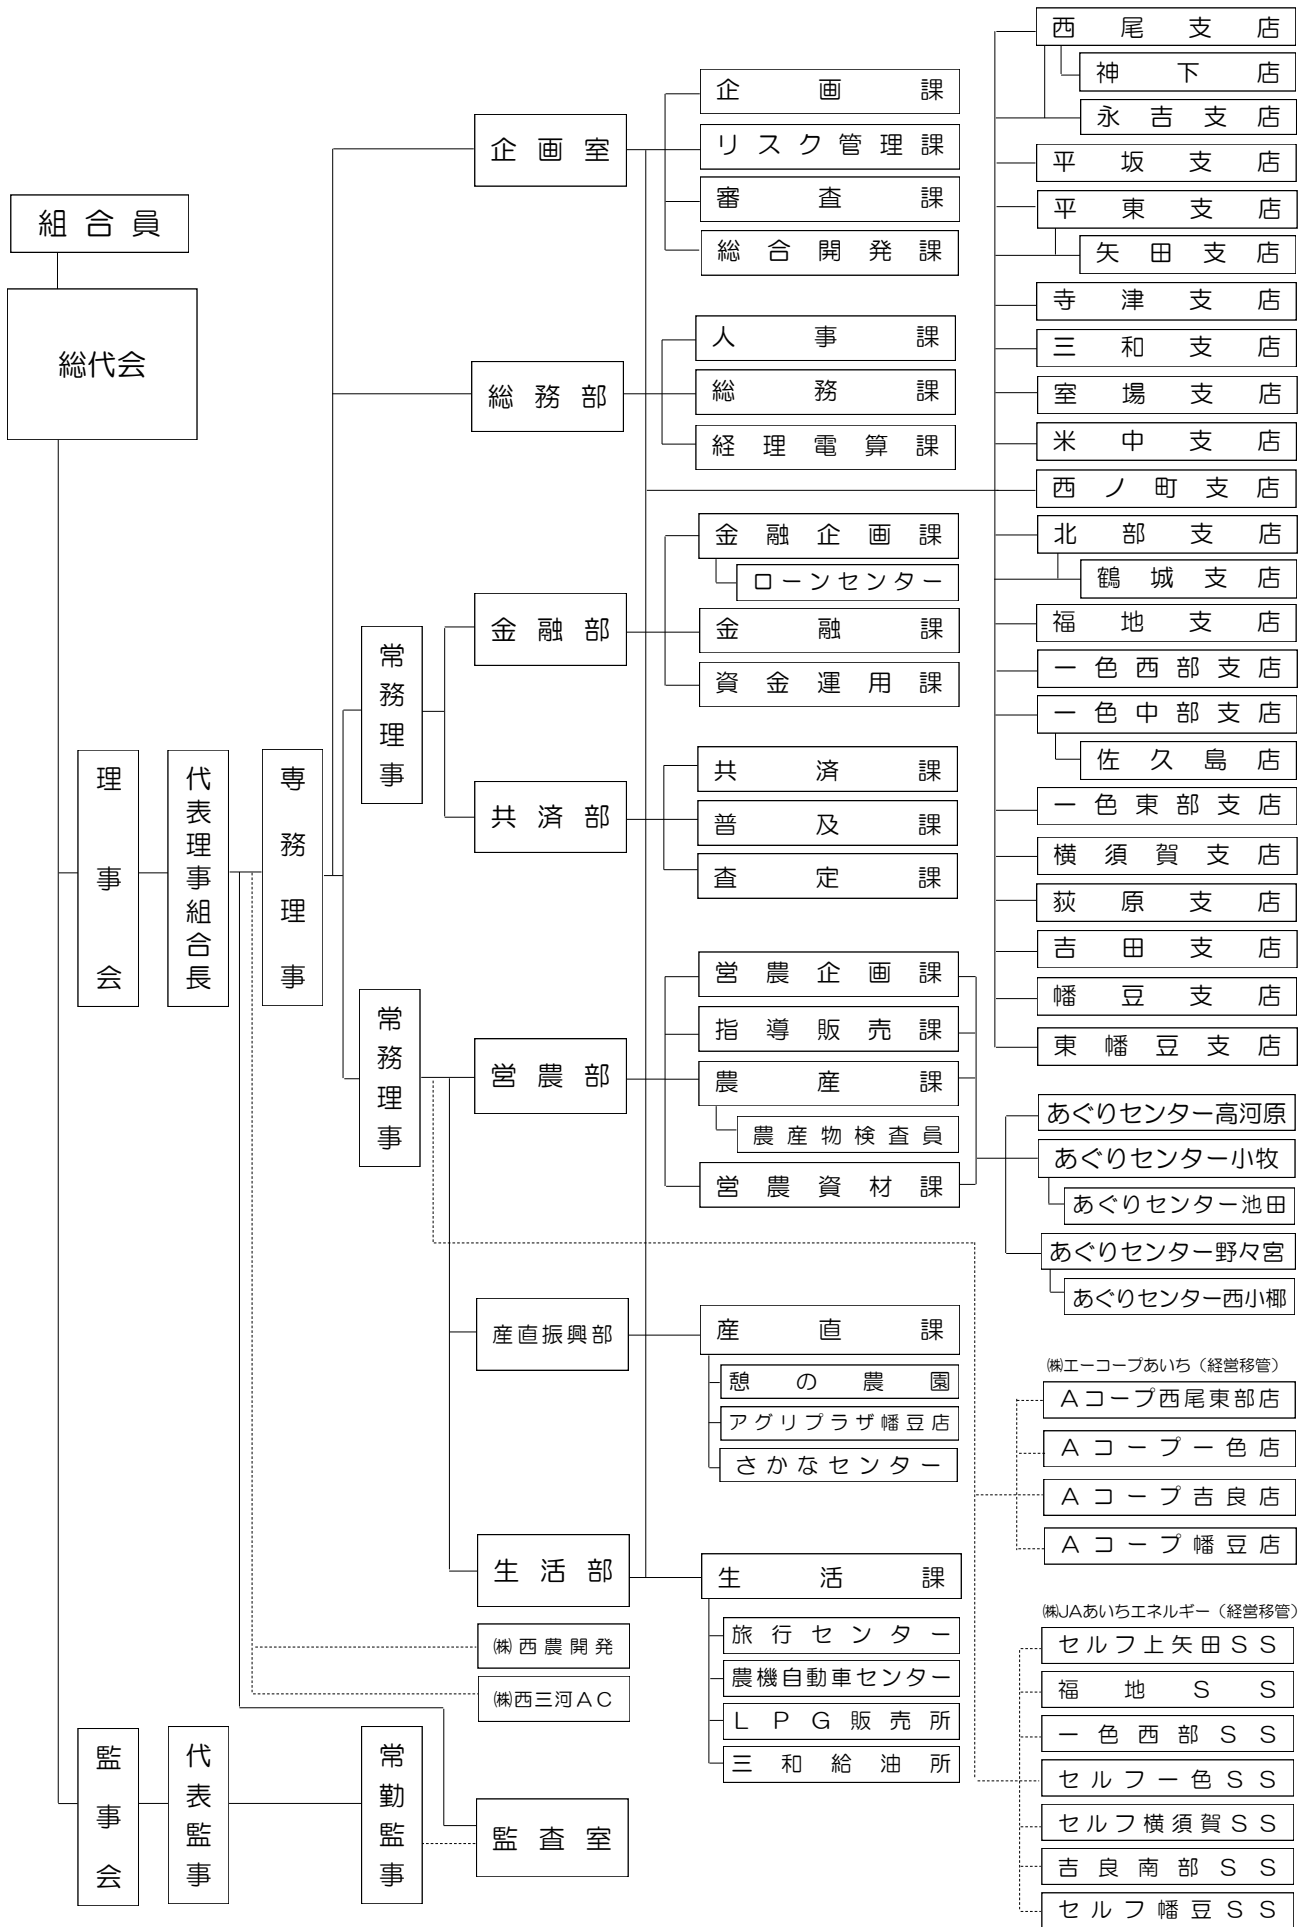 組合員
総代会
理事会
代表理事組合長
専務理事
常務理事
常務理事
監事会
代表監事
常勤監事
企画室
企画課
リスク管理課
審査課
総合開発課
総務部
人事課
総務課
経理電算課
金融部
金融企画課
ローンセンター
金融課
資金運用課
共済部
共済課
普及課
査定課
営農部
営農企画課
指導販売課
農産課
農産物検査員
営農資材課
産直振興部
産直課
憩の農園
アグリプラザ幡豆店
さかなセンター
生活部
生活課
旅行センター
農機自動車センター
LPG販売所
三和給油所
㈱西農開発
㈱西三河AC
監査室
西尾支店
神下店
永吉支店
平坂支店
平東支店
矢田支店
寺津支店
三和支店
室場支店
米中支店
西ノ町支店
北部支店
鶴城支店
福地支店
一色西部支店
一色中部支店
佐久島店
一色東部支店
横須賀支店
荻原支店
吉田支店
幡豆支店
東幡豆支店
あぐりセンター高河原
あぐりセンター小牧
あぐりセンター池田
あぐりセンター野々宮
あぐりセンター西小梛
㈱エーコープあいち（経営移管）
Aコープ西尾東部店
Aコープ一色店
Aコープ吉良店
Aコープ幡豆店
㈱JAあいちエネルギー（経営移管）
セルフ上矢田SS
福地SS
一色西部SS
セルフ一色SS
セルフ横須賀SS
吉良南部SS
セルフ幡豆SS